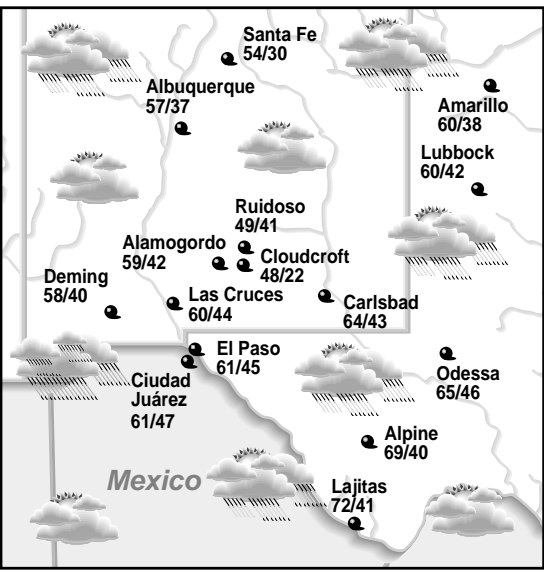 Santa Fe
54/30
Albuquerque
57/37
Amarillo
60/38
Lubbock
60/42
Ruidoso
49/41
Alamogordo
59/42
Cloudcroft
48/22
Deming
58/40
Las Cruces
60/44
Carlsbad
64/43
El Paso
61/45
Ciudad
Juárez
61/47
Odessa
65/46
Alpine
69/40
Mexico
Lajitas
72/41